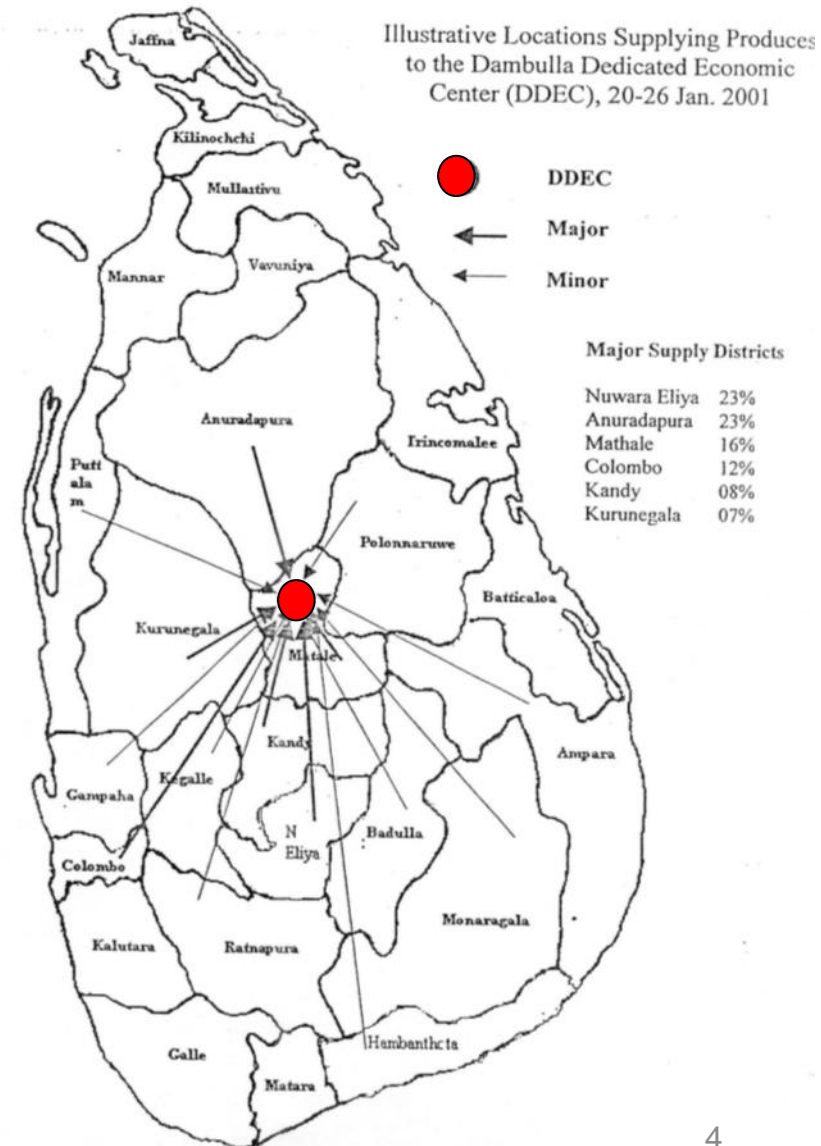 Illustrative Locations Supplying Produces
to the Dambulla Dedicated Economic
Center (DDEC), 20-26 Jan. 2001
DDEC
Major
Minor
Major Supply Districts
Nuwara Eliya 23%
Anuradapura 23%
Mathale 16%
Colombo 12%
Kandy 08%
Kurunegala 07%
Jaffna
Kilinochchi
Mullaitivu
Mannar
Vavuniya
Anuradapura
Trincomalee
Putt
ala
m
Polonnaruwe
Batticaloa
Kurunegala
Matale
Kandy
Ampara
Kegalle
Gampaha
N
Eliya
Badulla
Colombo
Monaragala
Kalutara
Ratnapura
Hambanthota
Galle
Matara
4